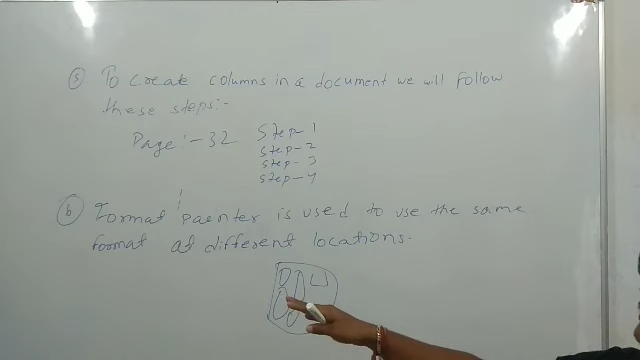 (5) To create columns in a document we will follow
these steps:-
Page:-32 Step-1
Step-2
Step-3
Step-4
(6) Format painter is used to use the same
format at different locations.